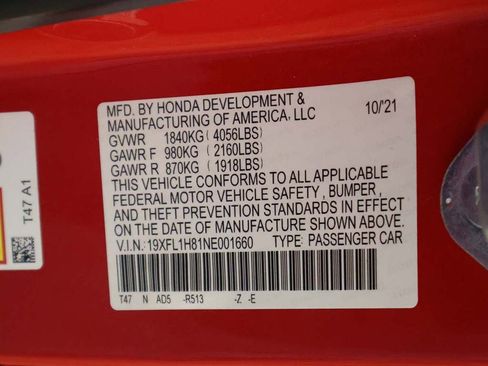 MFD. BY HONDA DEVELOPMENT &
MANUFACTURING OF AMERICA, LLC 10/'21
GVWR 1840KG ( 4056LBS)
GAWR F 980KG ( 2160LBS)
GAWR R 870KG ( 1918LBS)
THIS VEHICLE CONFORMS TO ALL APPLICABLE
FEDERAL MOTOR VEHICLE SAFETY , BUMPER,
AND THEFT PREVENTION STANDARDS IN EFFECT
ON THE DATE OF MANUFACTURE SHOWN ABOVE.
V.I.N.: 19XFL1H81NE001660 TYPE: PASSENGER CAR
T47 N AD5 -R513 -Z -E
T47 A1